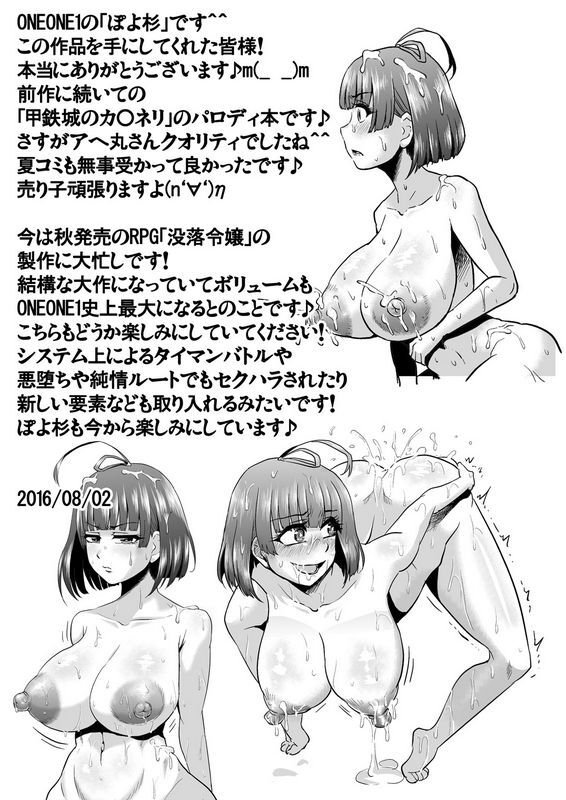 ONEONE1の「ぽよ杉」です^^
この作品を手にしてくれた皆様！
本当にありがとうございます♪m(_ _)m
前作に続いての
「甲鉄城のカ〇ネリ」のパロディ本です♪
さすがアヘ丸さんクオリティでしたね^^
夏コミも無事受かって良かったです♪
売り子頑張りますよ(n‘∀‘)η
今は秋発売のRPG「没落令嬢」の
製作に大忙しです！
結構な大作になっていてボリュームも
ONEONE1史上最大になるとのことです♪
こちらもどうか楽しみにしていてください！
システム上によるタイマンバトルや
悪堕ちや純情ルートでもセクハラされたり
新しい要素なども取り入れるみたいです！
ぽよ杉も今から楽しみにしています♪
2016/08/02